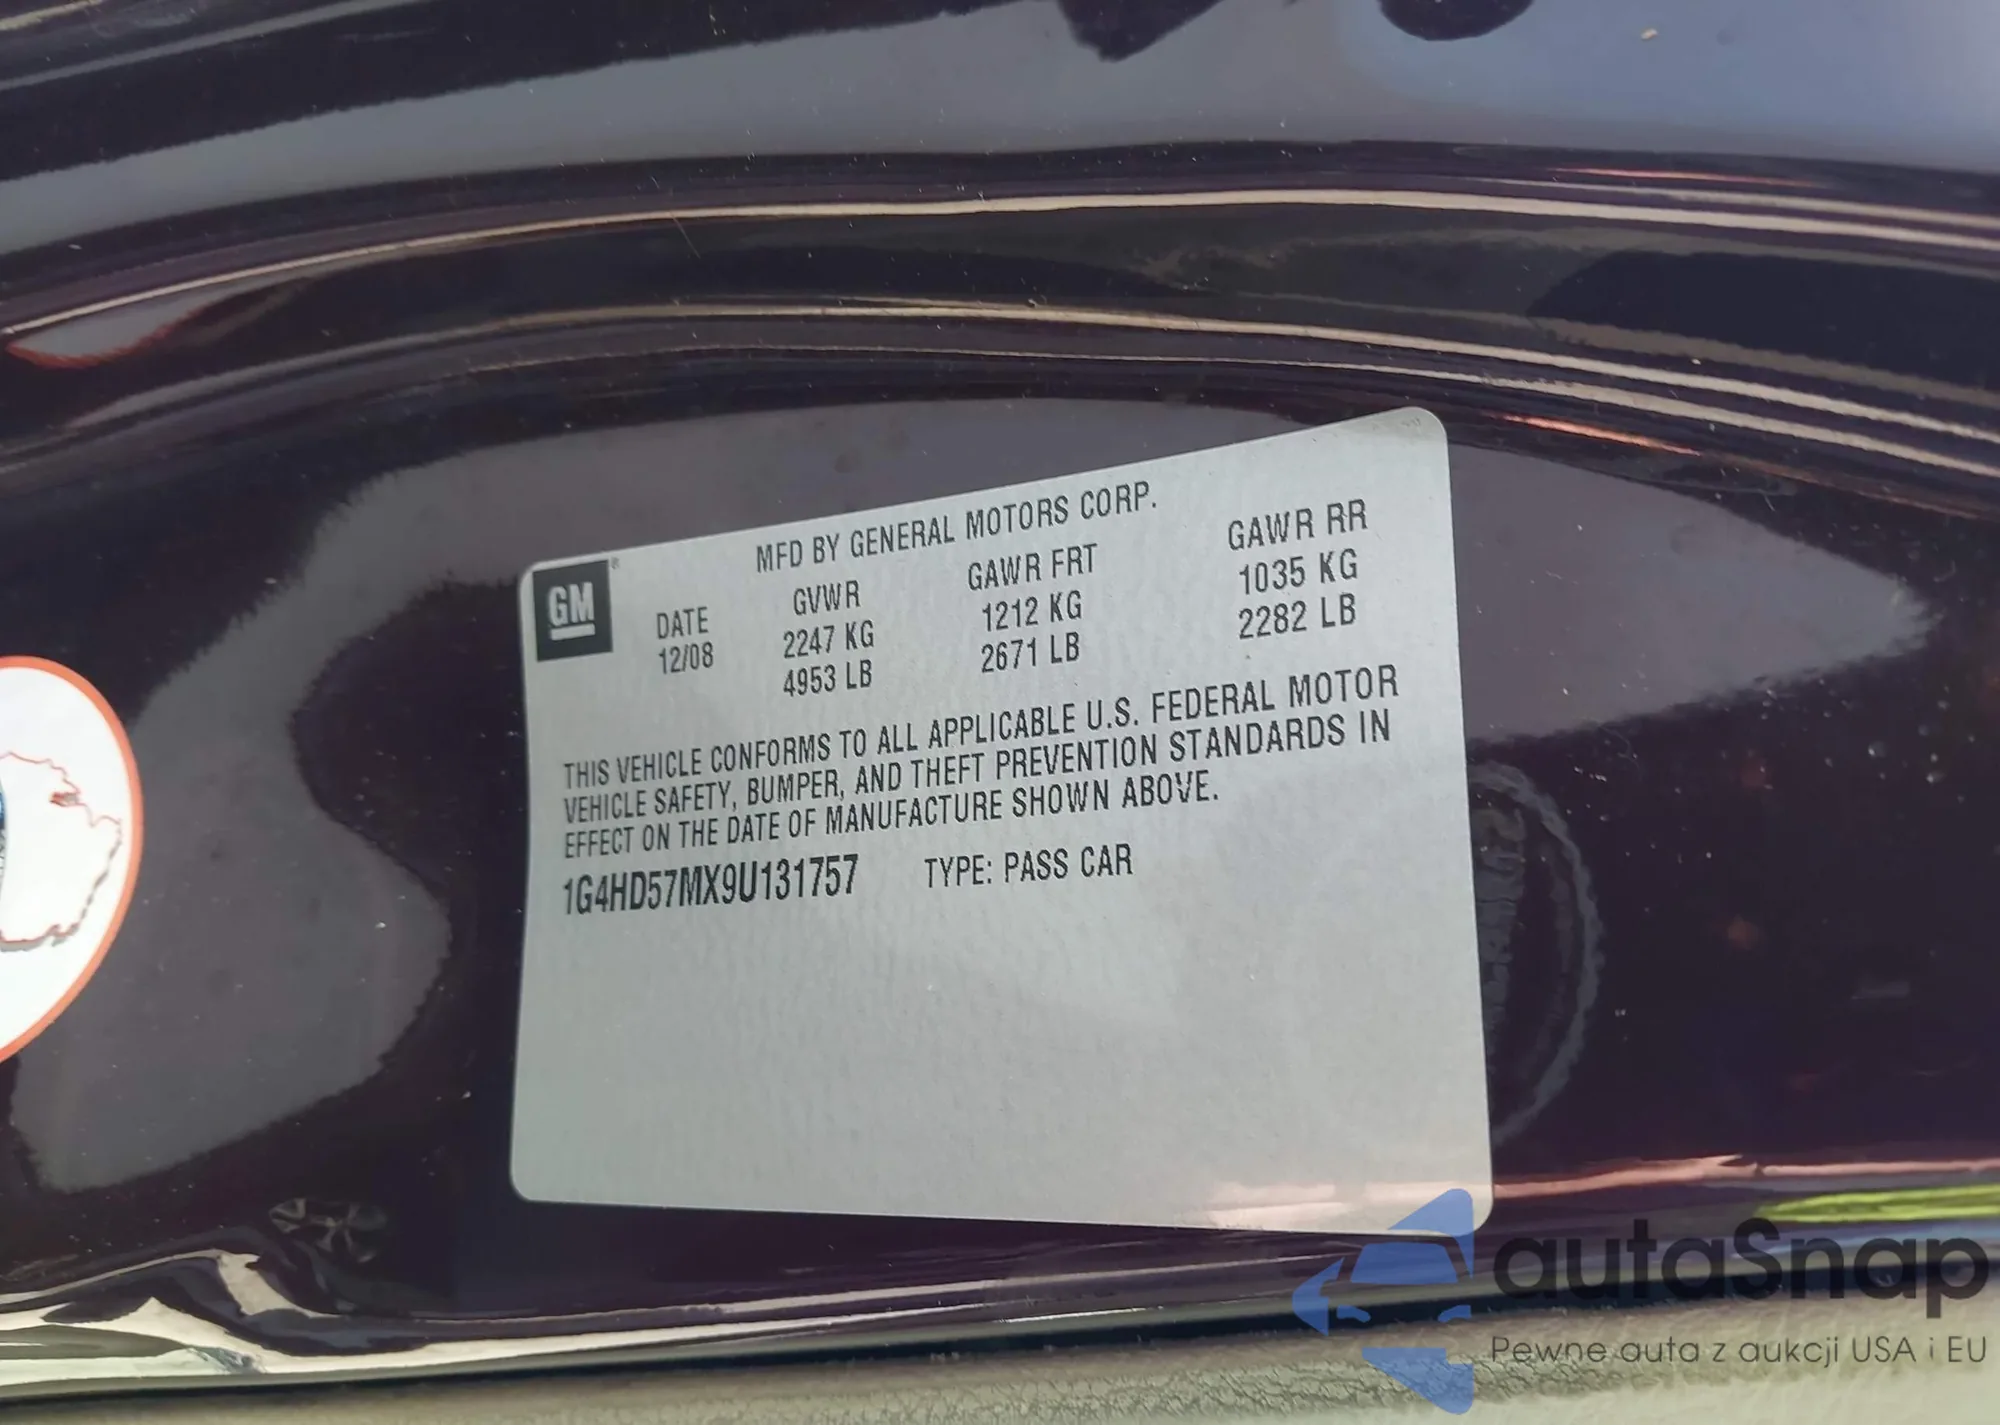 MFD BY GENERAL MOTORS CORP.
GM®
DATE GVWR GAWR FRT GAWR RR
12/08 2247 KG 1212 KG 1035 KG
4953 LB 2671 LB 2282 LB
THIS VEHICLE CONFORMS TO ALL APPLICABLE U.S. FEDERAL MOTOR
VEHICLE SAFETY, BUMPER, AND THEFT PREVENTION STANDARDS IN
EFFECT ON THE DATE OF MANUFACTURE SHOWN ABOVE.
1G4HD57MX9U131757 TYPE: PASS CAR
autaSnap
Pewne auta z aukcji USA i EU